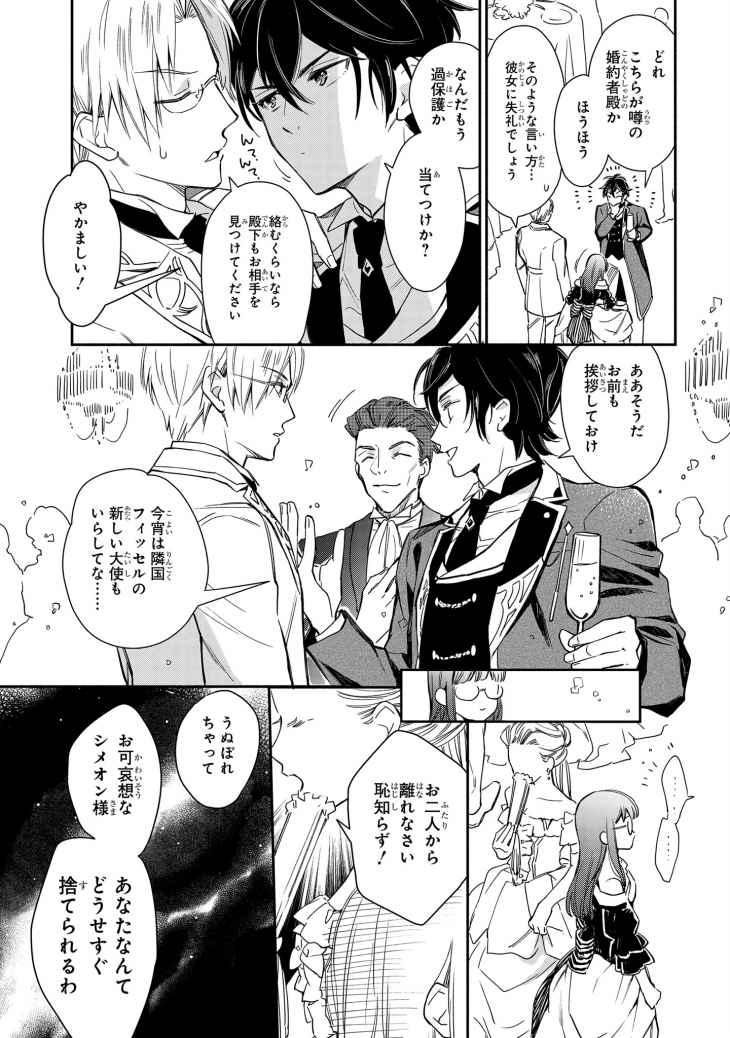 どれ
こちらが噂の
婚約者殿か
ほうほう
そのような言い方…
彼女に失礼でしょう
なんだもう
過保護か
当てつけか?
w?
w?
w?
絡むくらいなら
殿下もお相手を
見つけてください
やかましい!
ああそうだ
お前も
挨拶しておけ
今宵は隣国
フィッツセルの
新しい大使も
いらしてな……
……
……
お二人から
離れなさい
恥知らず!
うぬぼれ
ちゃって
お可哀想な
シメオン様
あなたなんて
どうせすぐ
捨てられるわ